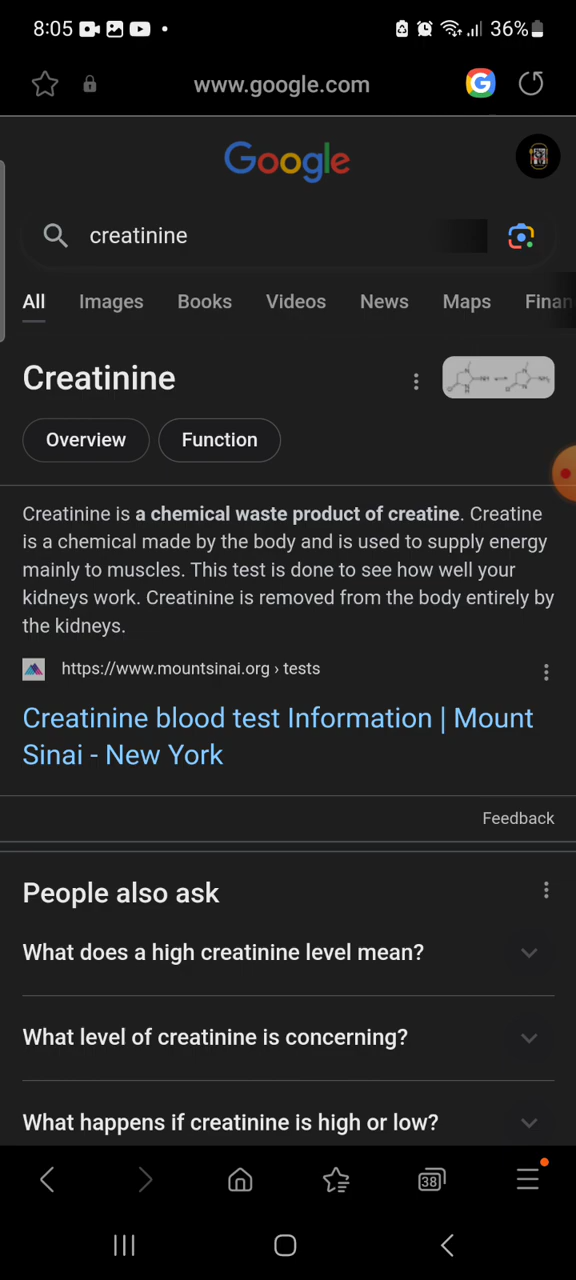 8:05 36%
www.google.com
Google
creatinine
All Images Books Videos News Maps Finan
Creatinine
Overview Function
Creatinine is a chemical waste product of creatine. Creatine
is a chemical made by the body and is used to supply energy
mainly to muscles. This test is done to see how well your
kidneys work. Creatinine is removed from the body entirely by
the kidneys.
https://www.mountsinai.org › tests
Creatinine blood test Information | Mount
Sinai - New York
Feedback
People also ask
What does a high creatinine level mean?
What level of creatinine is concerning?
What happens if creatinine is high or low?
38